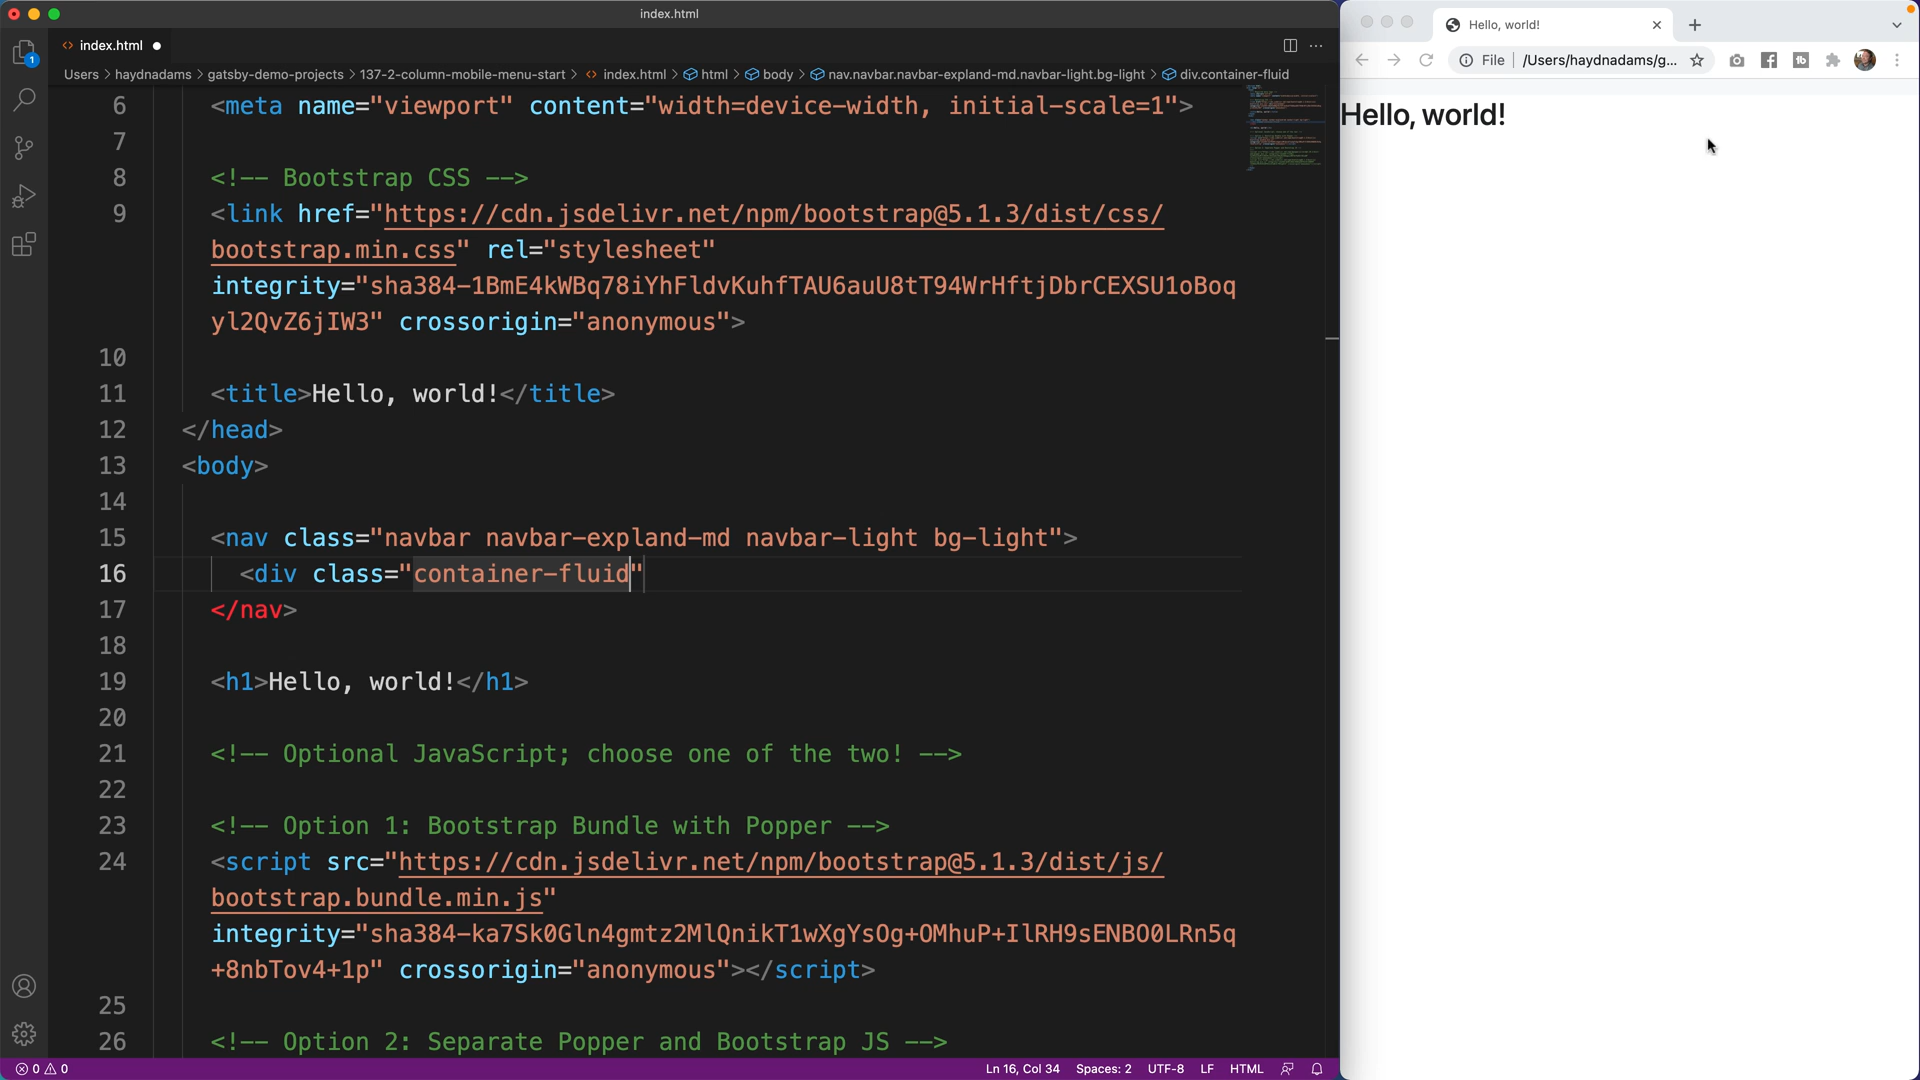 index.html
index.html
Users > haydnadams > gatsby-demo-projects > 137-2-column-mobile-menu-start > index.html > html > body > nav.navbar.navbar-expland-md.navbar-light.bg-light > div.container-fluid
6 <meta name="viewport" content="width=device-width, initial-scale=1">
7
8 <!-- Bootstrap CSS -->
9 <link href="https://cdn.jsdelivr.net/npm/bootstrap@5.1.3/dist/css/
bootstrap.min.css" rel="stylesheet"
integrity="sha384-1BmE4kWBq78iYhFldvKuhfTAU6auU8tT94WrHftjDbrCEXSU1oBoq
yl2QvZ6jIW3" crossorigin="anonymous">
10
11 <title>Hello, world!</title>
12 </head>
13 <body>
14
15 <nav class="navbar navbar-expland-md navbar-light bg-light">
16 <div class="container-fluid"
17 </nav>
18
19 <h1>Hello, world!</h1>
20
21 <!-- Optional JavaScript; choose one of the two! -->
22
23 <!-- Option 1: Bootstrap Bundle with Popper -->
24 <script src="https://cdn.jsdelivr.net/npm/bootstrap@5.1.3/dist/js/
bootstrap.bundle.min.js"
integrity="sha384-ka7Sk0Gln4gmtz2MlQnikT1wXgYsOg+OMhuP+IlRH9sENBO0LRn5q
+8nbTov4+1p" crossorigin="anonymous"></script>
25
26 <!-- Option 2: Separate Popper and Bootstrap JS -->
1
0 0
Ln 16, Col 34 Spaces: 2 UTF-8 LF HTML
Hello, world!
File /Users/haydnadams/g...
Hello, world!